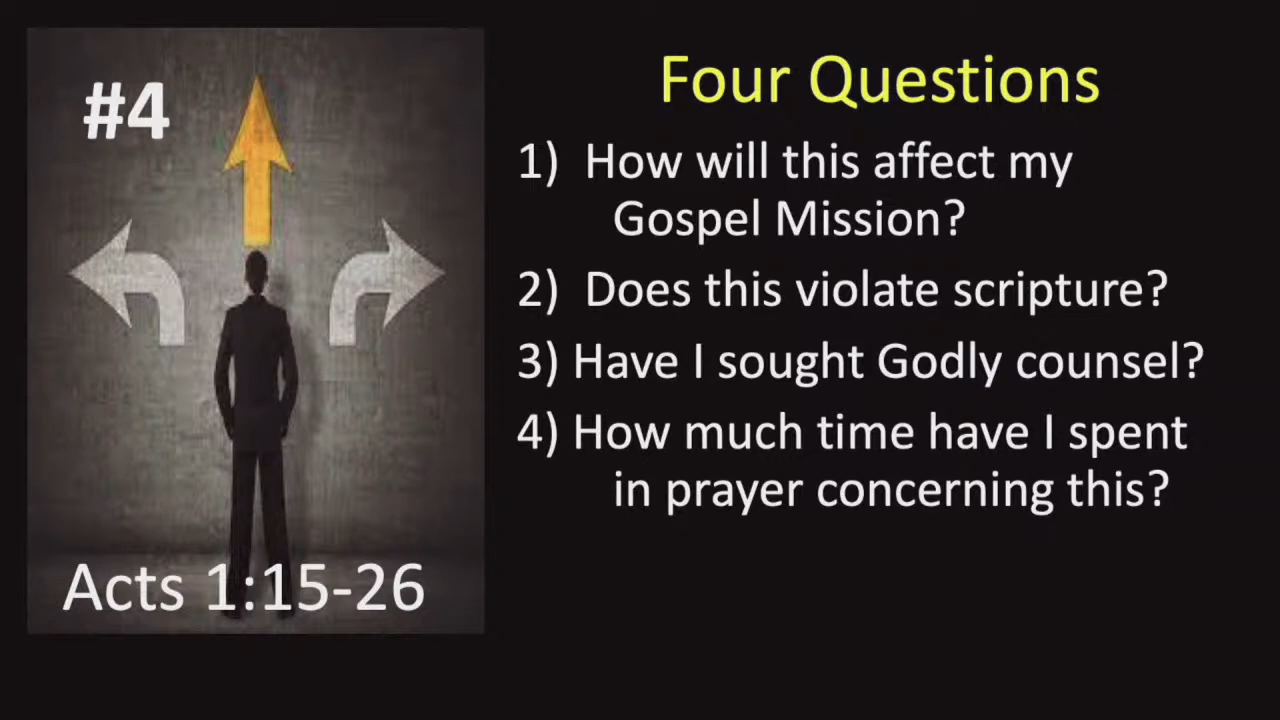 #4
Acts 1:15-26
Four Questions
1) How will this affect my
Gospel Mission?
2) Does this violate scripture?
3) Have I sought Godly counsel?
4) How much time have I spent
in prayer concerning this?